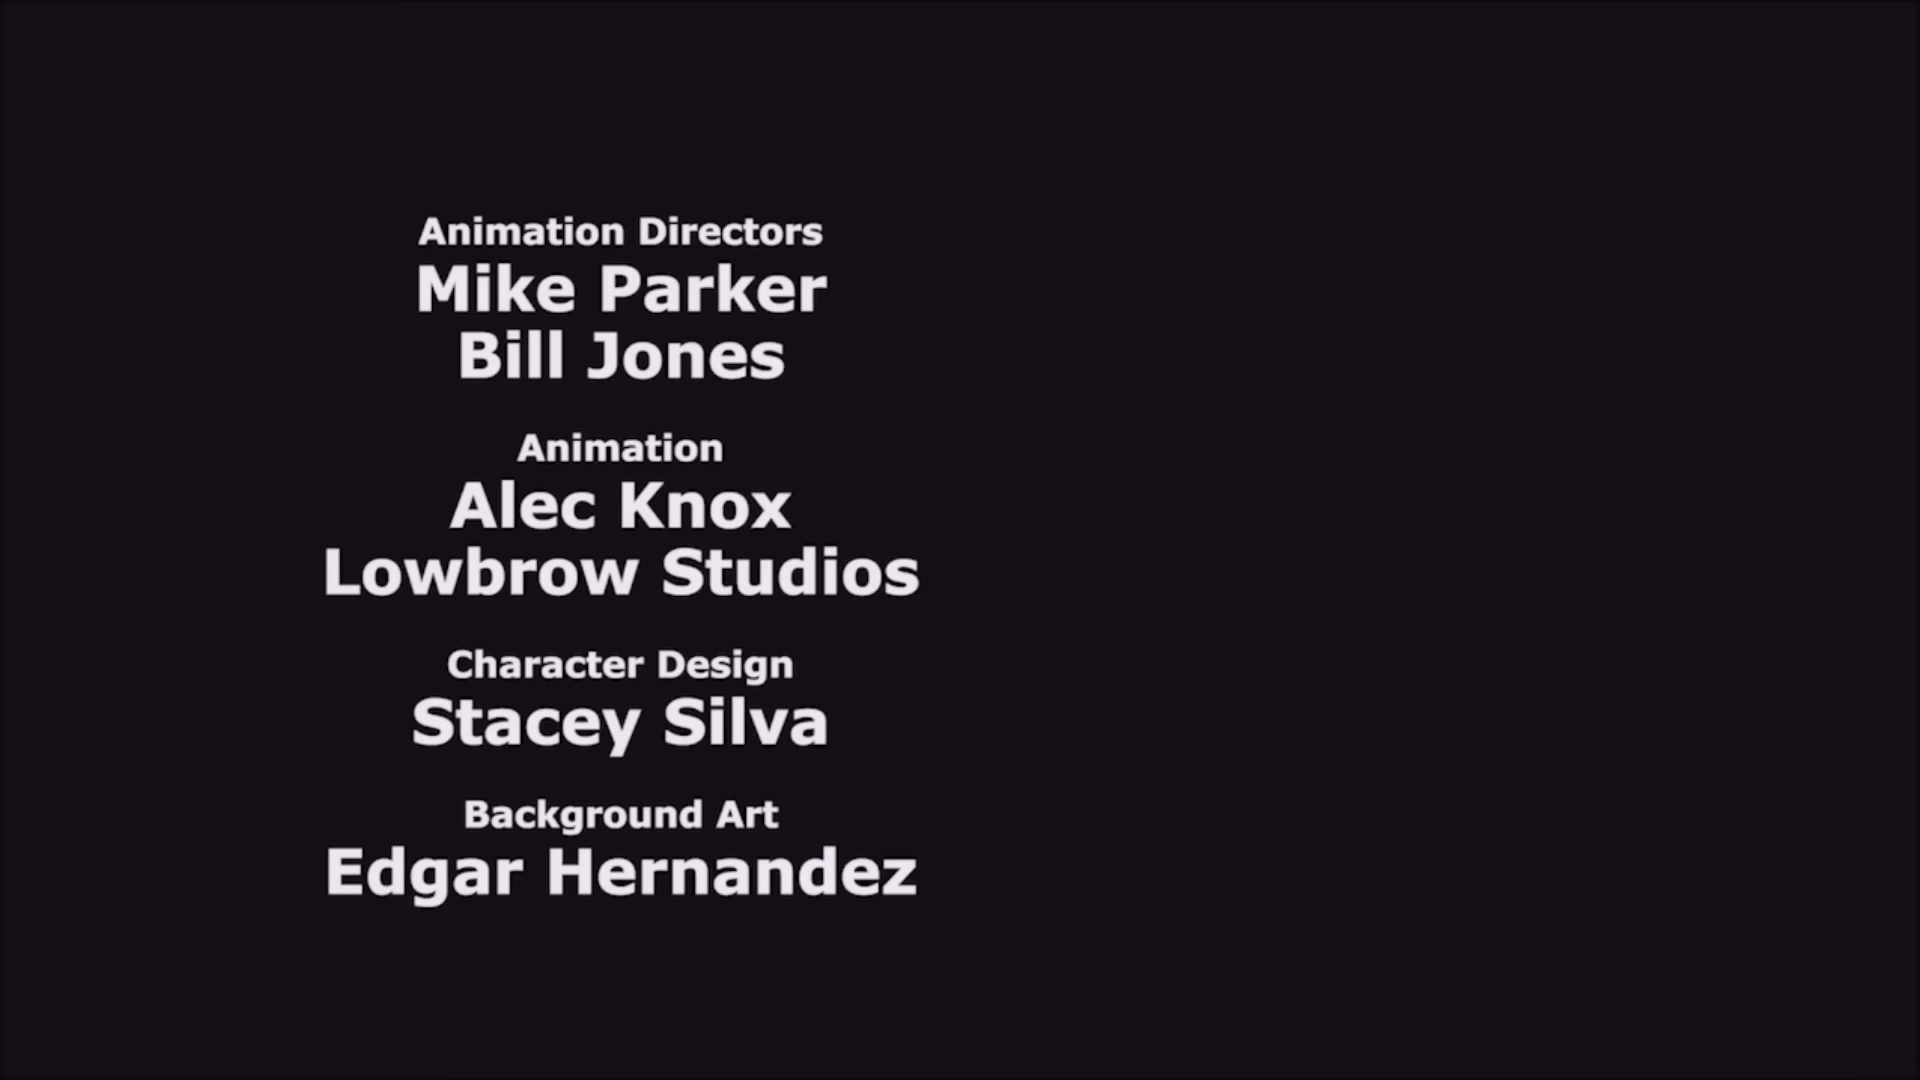 Animation Directors
Mike Parker
Bill Jones
Animation
Alec Knox
Lowbrow Studios
Character Design
Stacey Silva
Background Art
Edgar Hernandez